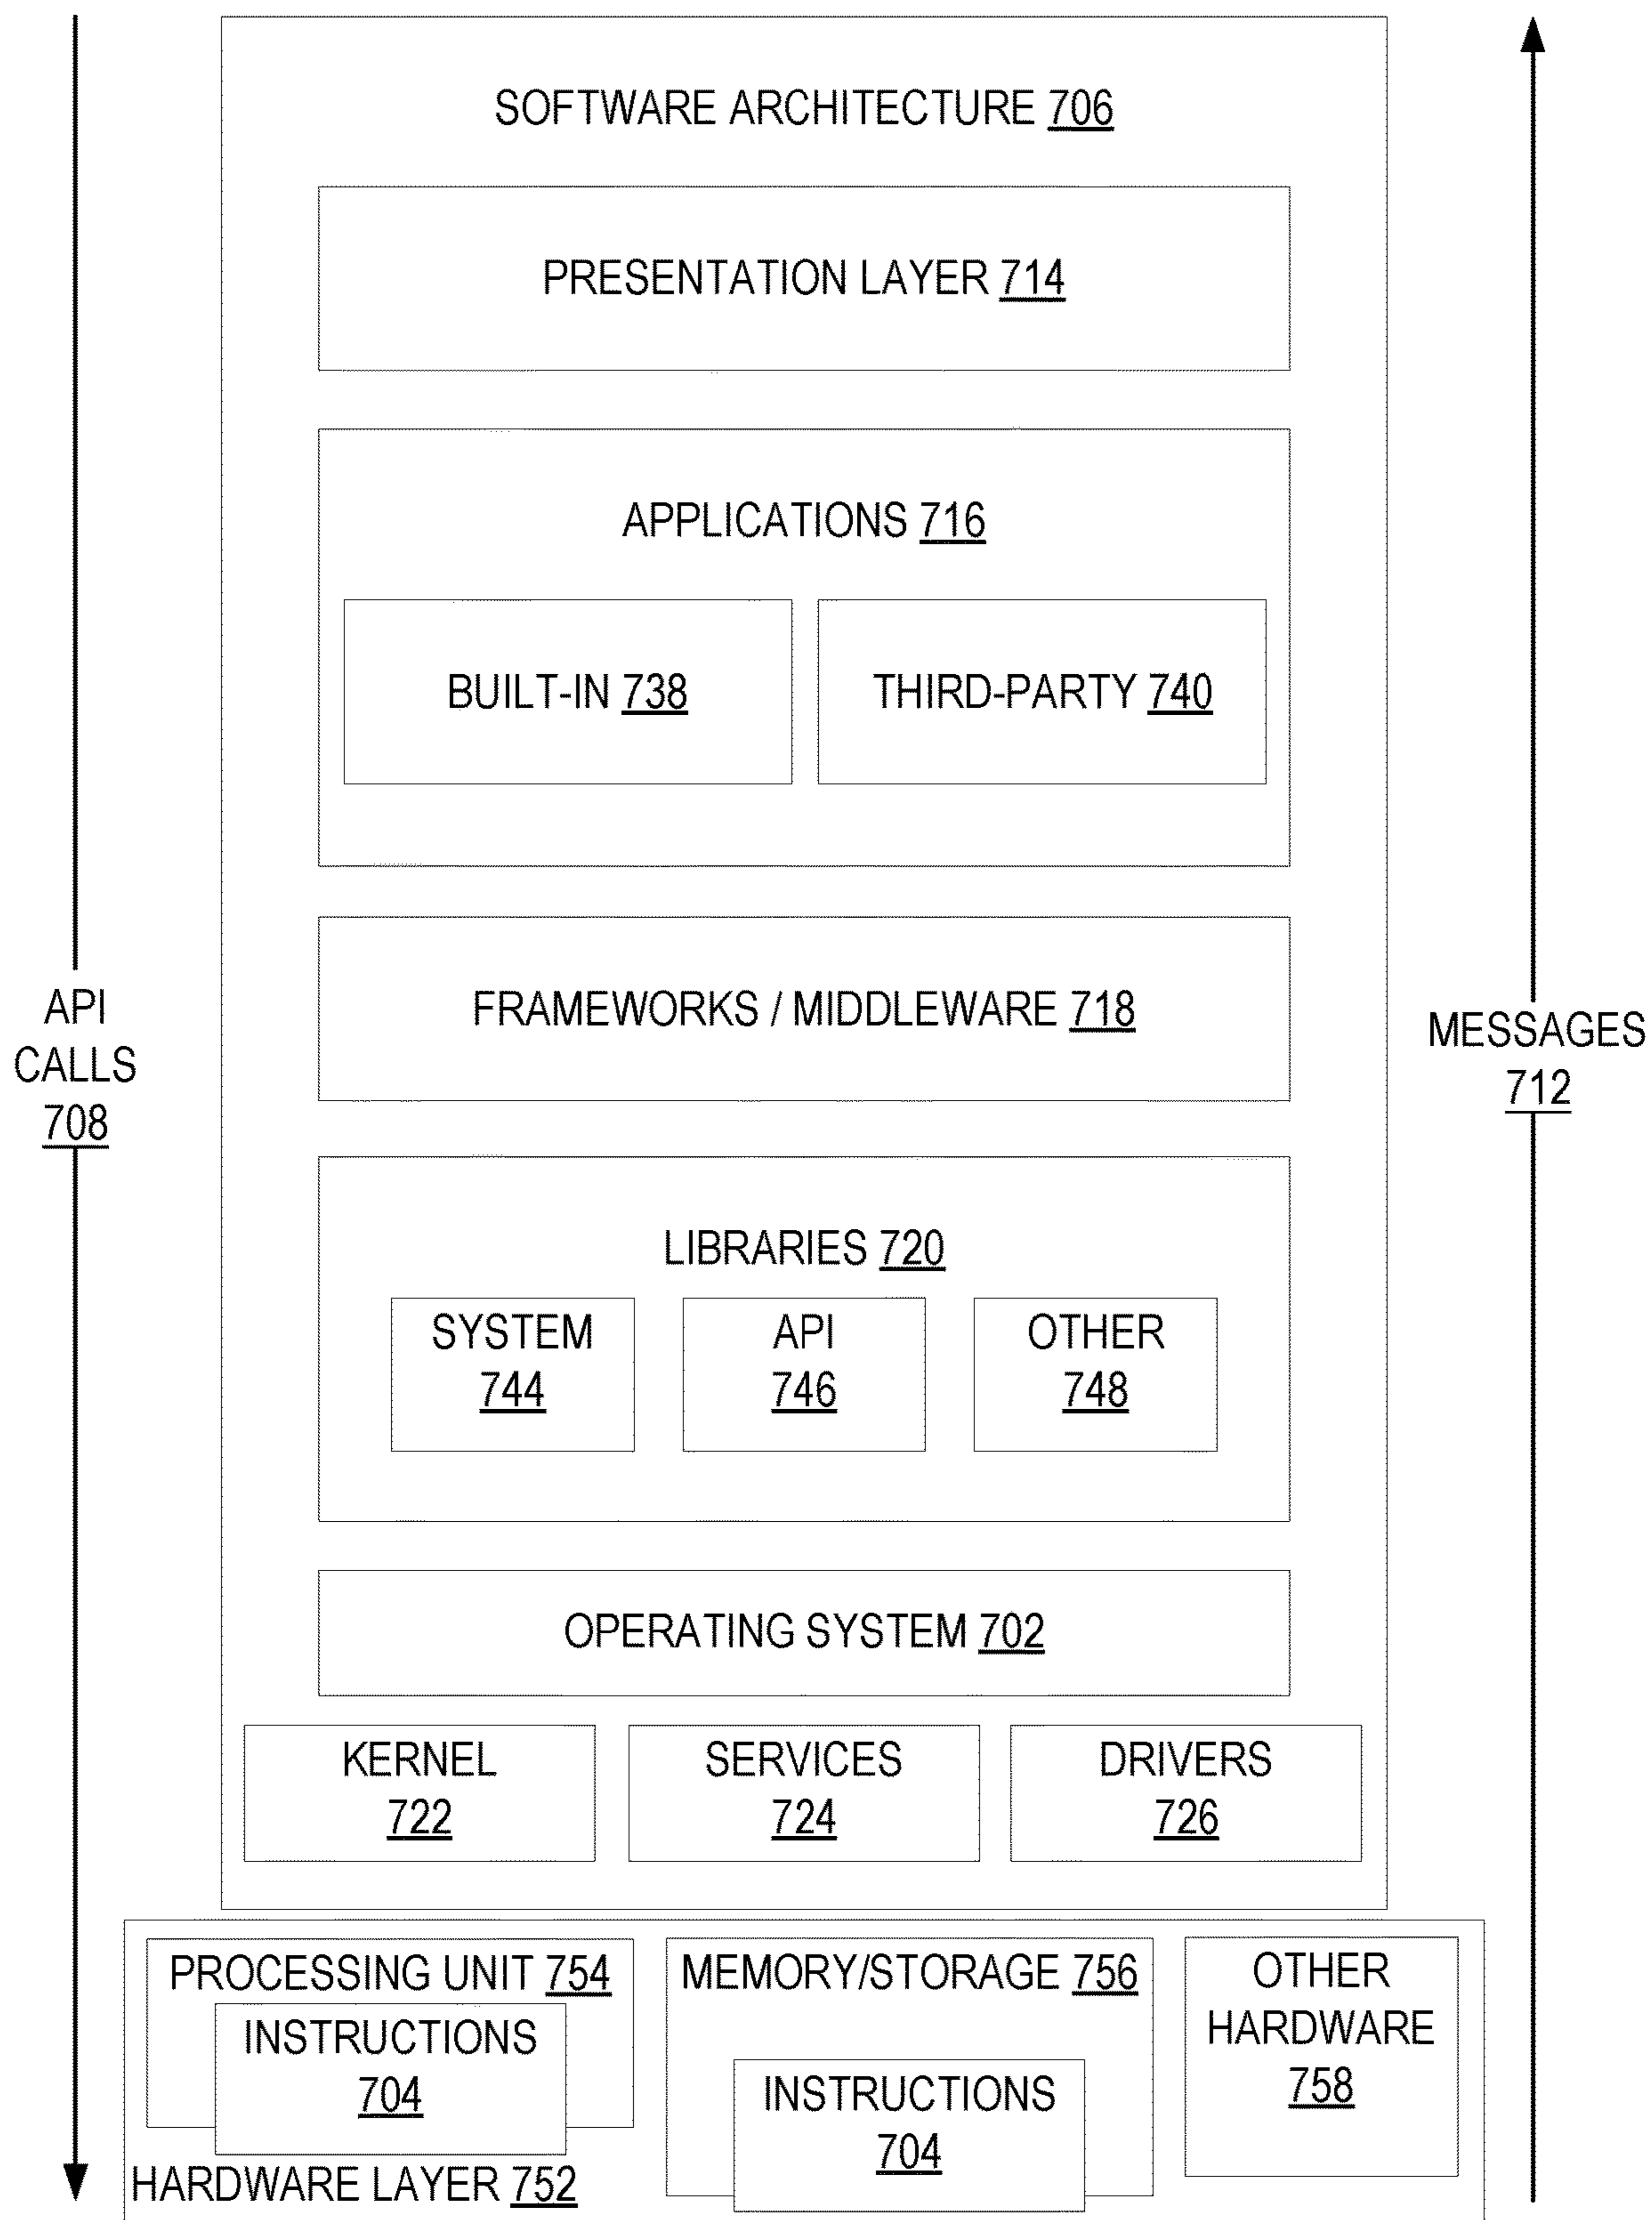 SOFTWARE ARCHITECTURE 706
PRESENTATION LAYER 714
APPLICATIONS 716
BUILT-IN 738
THIRD-PARTY 740
FRAMEWORKS / MIDDLEWARE 718
API
CALLS
708
MESSAGES
712
LIBRARIES 720
SYSTEM
744
API
746
OTHER
748
OPERATING SYSTEM 702
KERNEL
722
SERVICES
724
DRIVERS
726
PROCESSING UNIT 754
INSTRUCTIONS
704
MEMORY/STORAGE 756
INSTRUCTIONS
704
OTHER
HARDWARE
758
HARDWARE LAYER 752